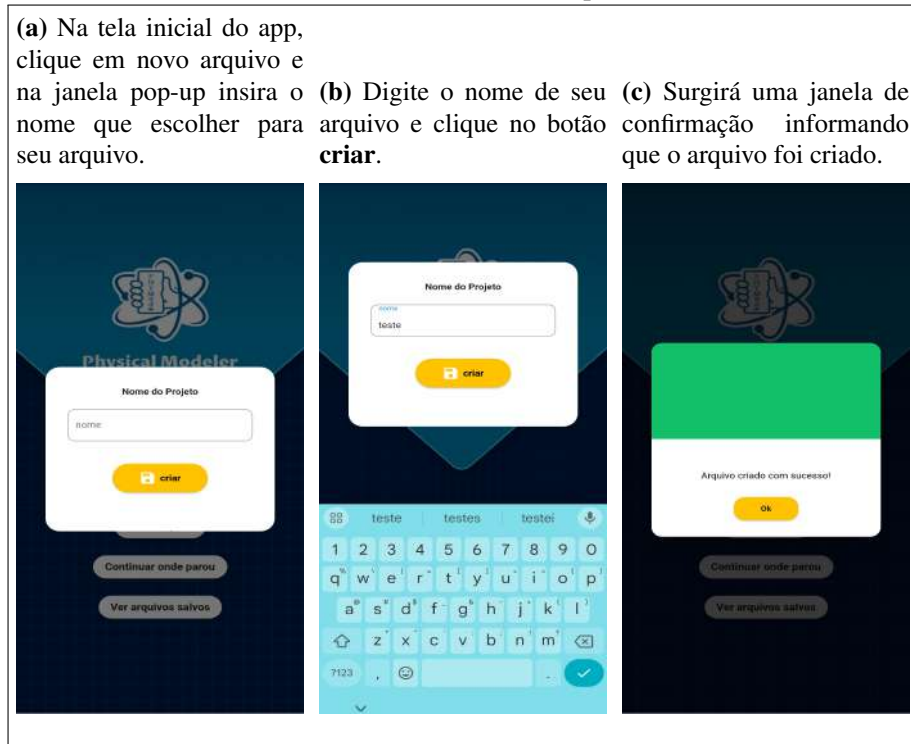 (a) Na tela inicial do app,
clique em novo arquivo e
na janela pop-up insira o
nome que escolher para
seu arquivo.
(b) Digite o nome de seu
arquivo e clique no botão
criar.
(c) Surgirá uma janela de
confirmação informando
que o arquivo foi criado.
Physical Modeler
Nome do Projeto
nome
criar
Continuar onde parou
Ver arquivos salvos
Nome do Projeto
nome
teste
criar
teste testes testei
1 2 3 4 5 6 7 8 9 0
q w e r t y u i o p
a s d f g h j k l
z x c v b n m
?123 , .
Arquivo criado com sucesso!
Ok
Continuar onde parou
Ver arquivos salvos